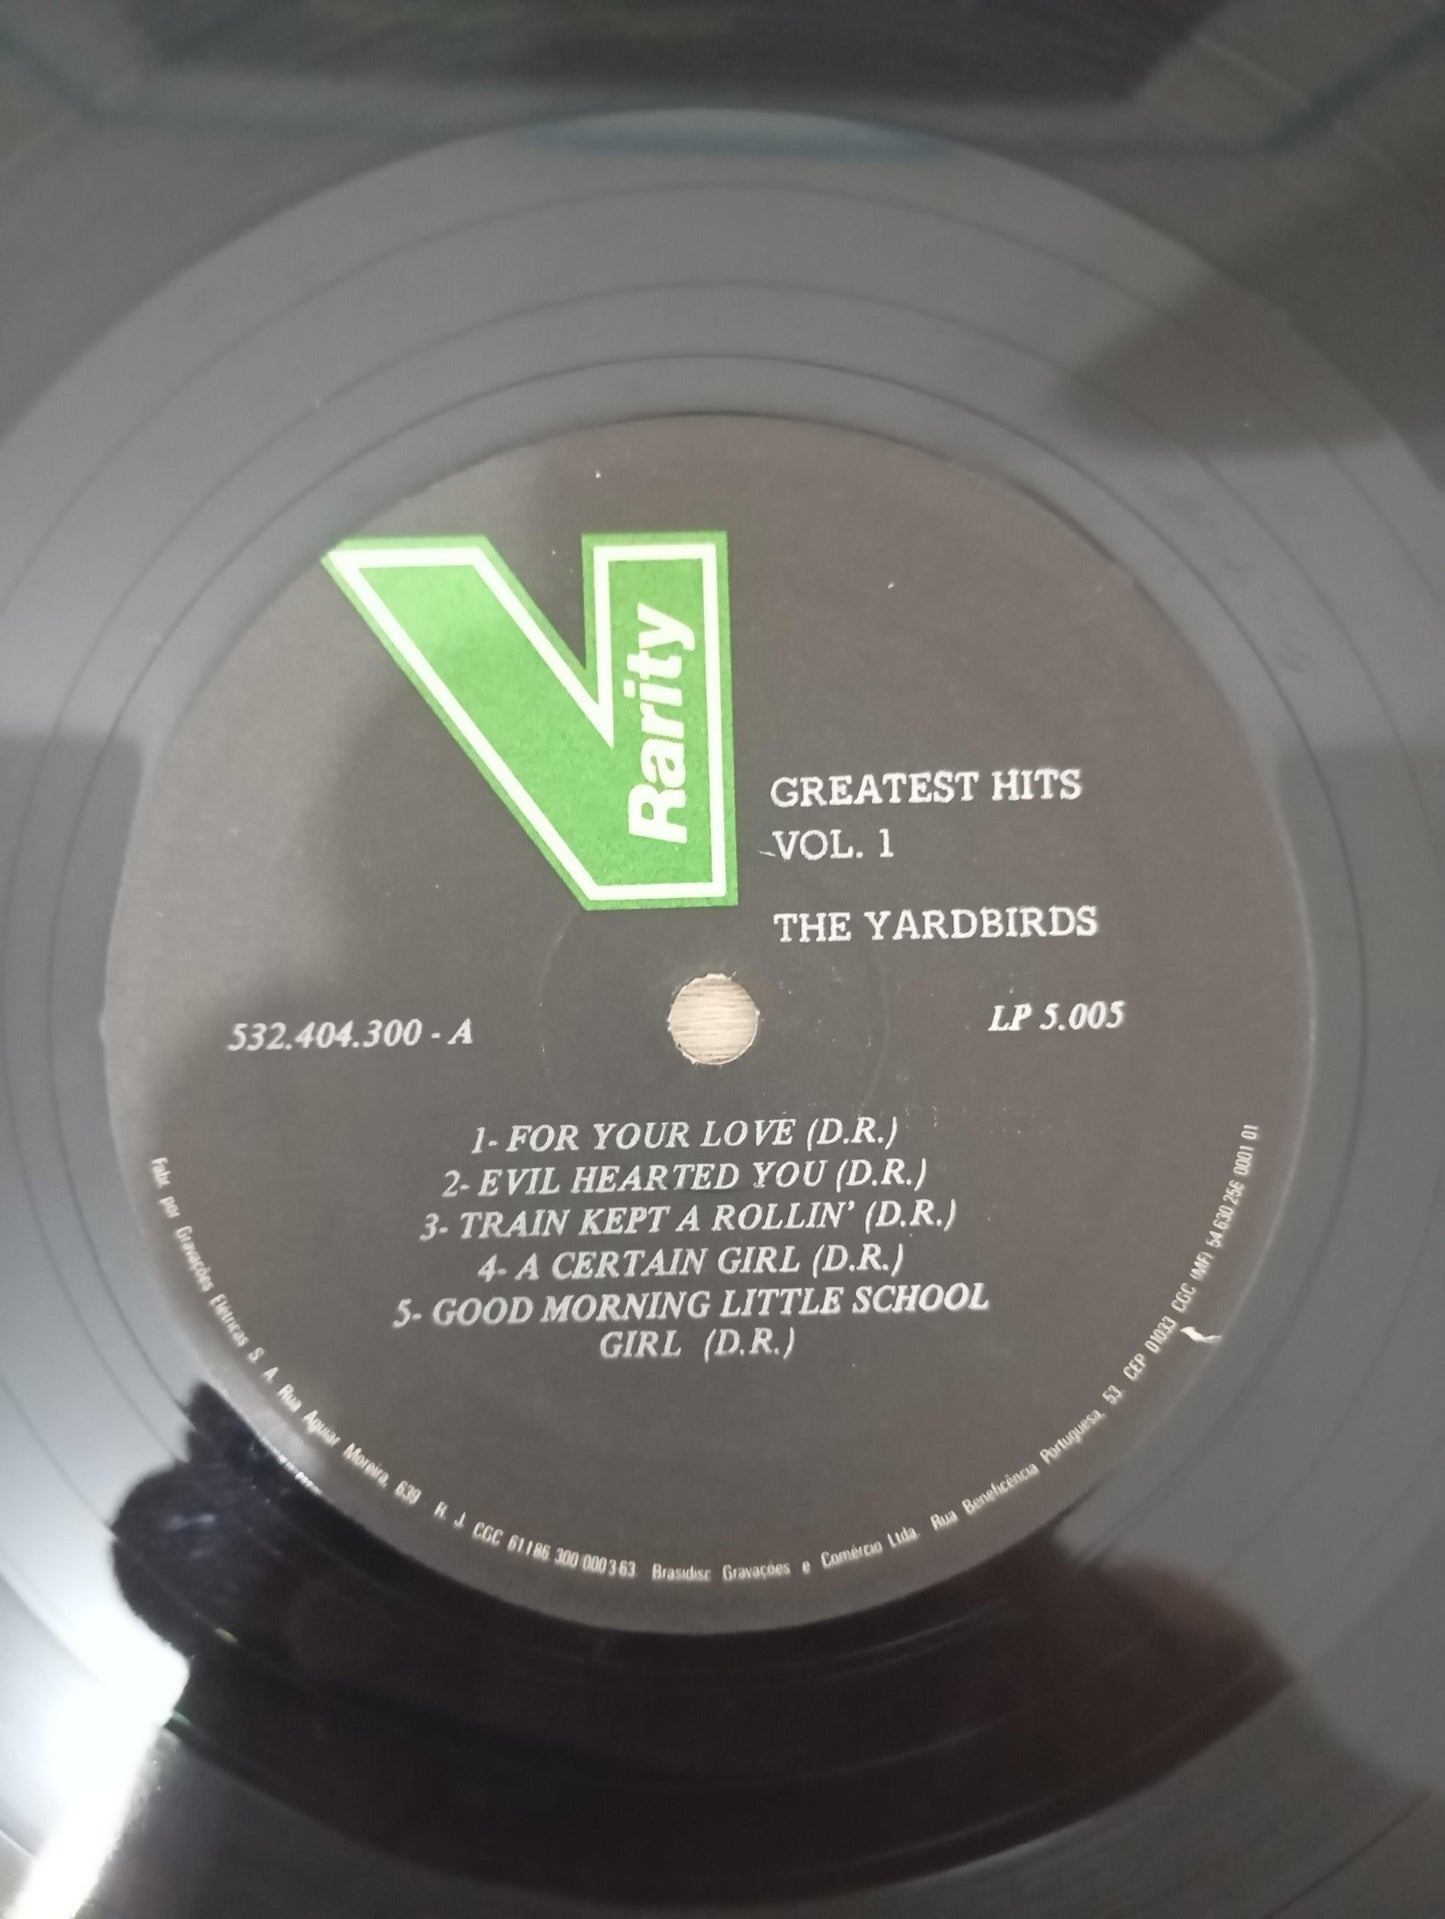 Rarity
GREATEST HITS
VOL. 1
THE YARDBIRDS
532.404.300 - A
LP 5.005
1- FOR YOUR LOVE (D.R.)
2- EVIL HEARTED YOU (D.R.)
3- TRAIN KEPT A ROLLIN' (D.R.)
4- A CERTAIN GIRL (D.R.)
5- GOOD MORNING LITTLE SCHOOL
GIRL (D.R.)
Fabr. por Gravações Elétricas S. A. Rua Aguiar Moreira, 639 - R. J. CGC 61186 300 000363 Brasidisc Gravações e Comércio Ltda. Rua Beneficência Portuguesa, 53. CEP 01033 CGC (MF) 54.630.256 0001 01